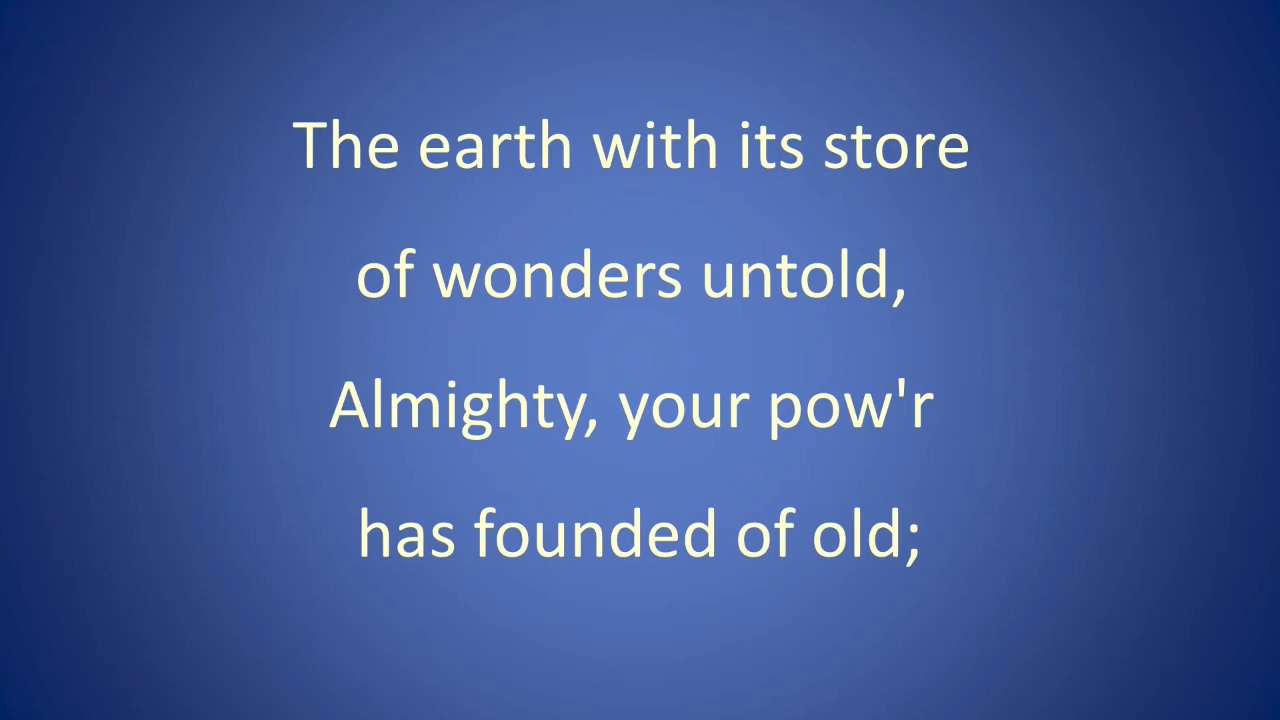 The earth with its store
of wonders untold,
Almighty, your pow'r
has founded of old;